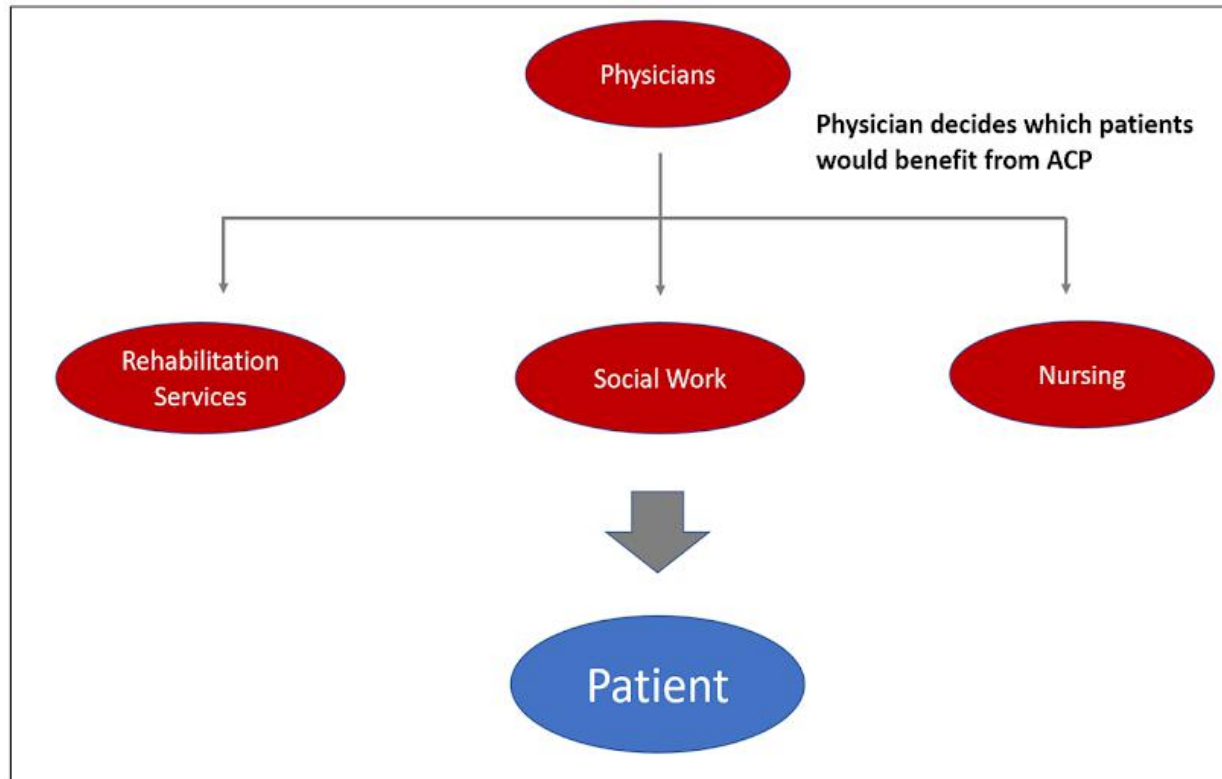 Physicians
Physician decides which patients
would benefit from ACP
Rehabilitation
Services
Social Work
Nursing
Patient